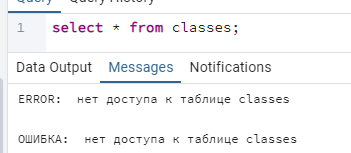 Query Query History
1 select * from classes;
Data Output Messages Notifications
ERROR:  нет доступа к таблице classes
ОШИБКА:  нет доступа к таблице classes